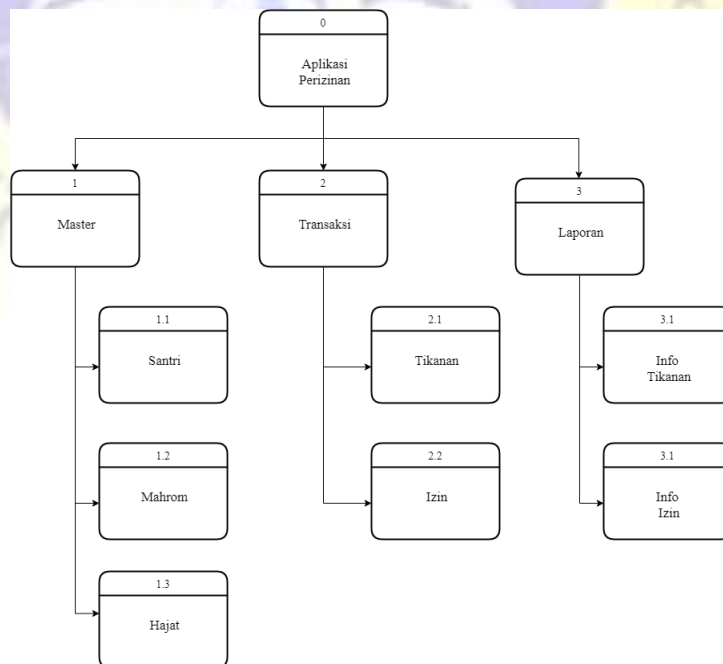 0
Aplikasi
Perizinan
1
Master
2
Transaksi
3
Laporan
1.1
Santri
2.1
Tikanan
3.1
Info
Tikanan
1.2
Mahrom
2.2
Izin
3.1
Info
Izin
1.3
Hajat